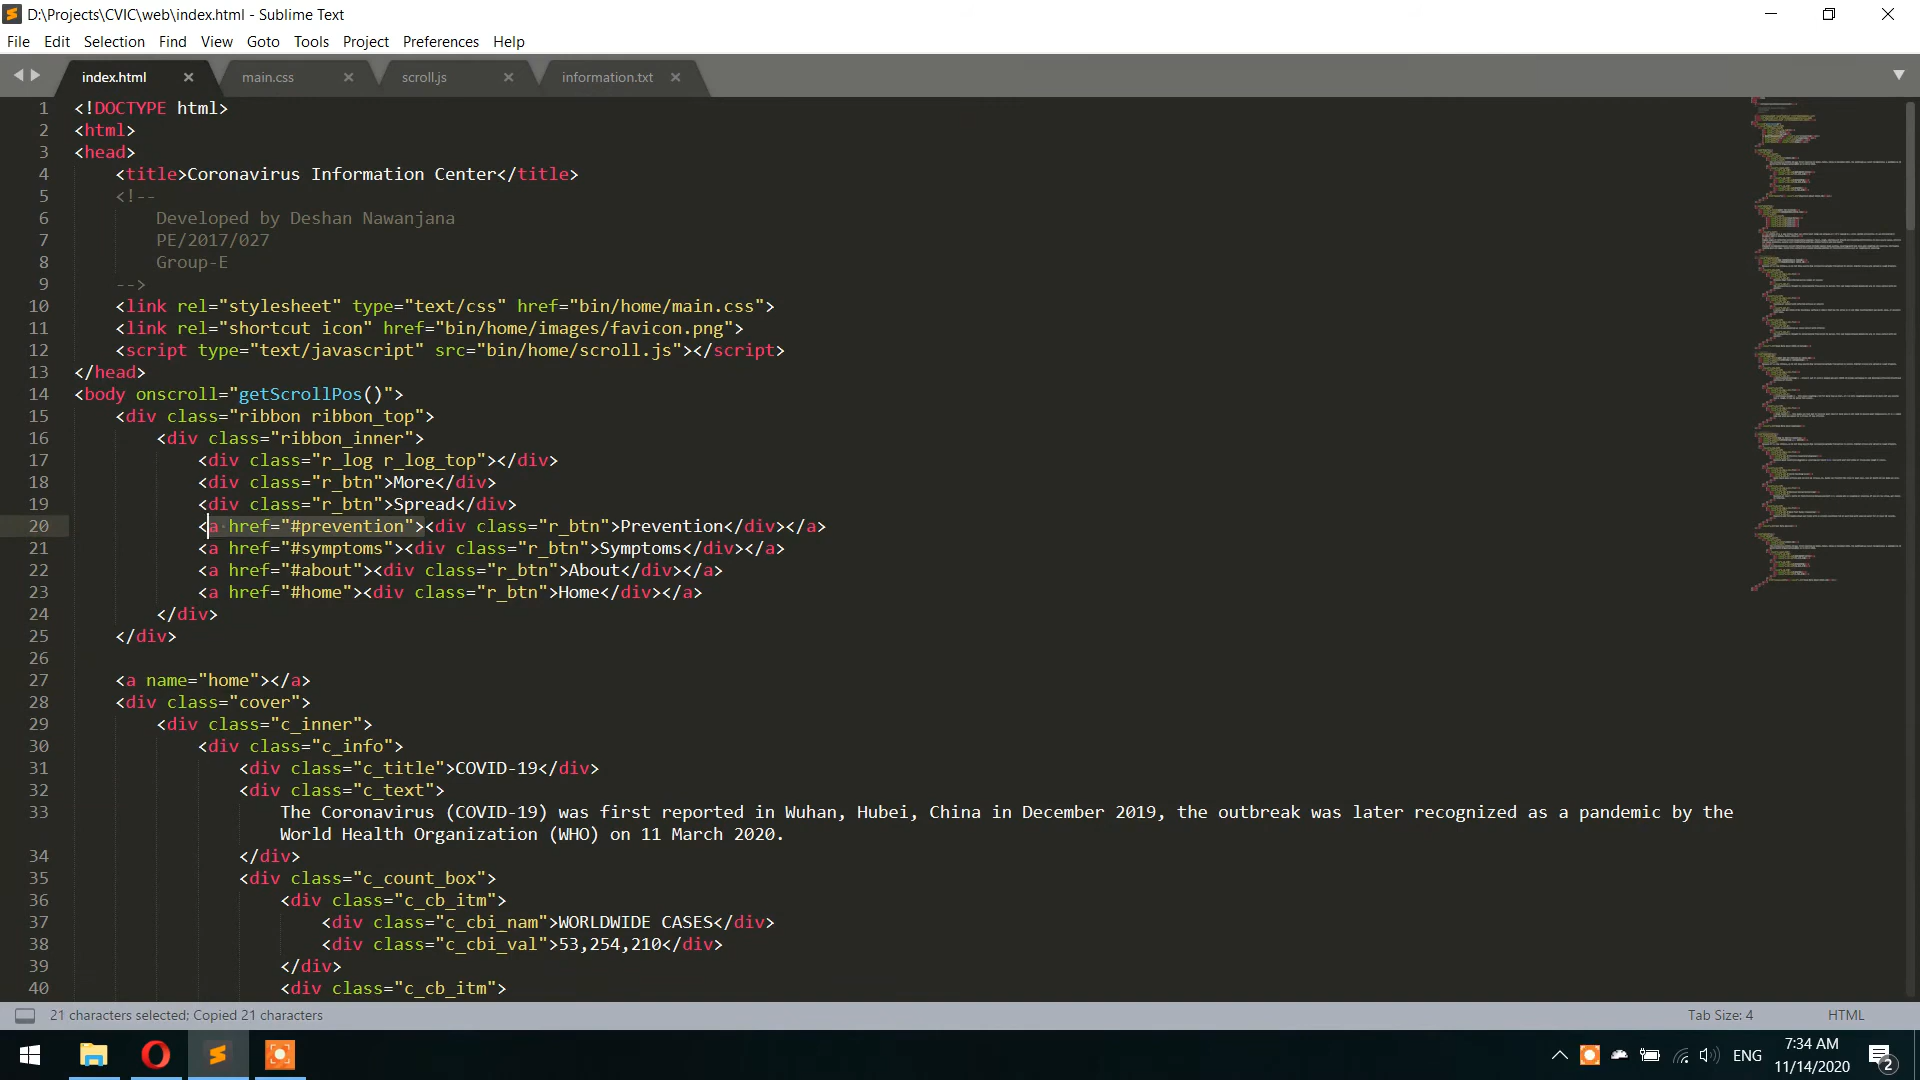 D:\Projects\CVIC\web\index.html - Sublime Text
File Edit Selection Find View Goto Tools Project Preferences Help
index.html main.css scroll.js information.txt
1 <!DOCTYPE html>
2 <html>
3 <head>
4 <title>Coronavirus Information Center</title>
5 <!--
6 Developed by Deshan Nawanjana
7 PE/2017/027
8 Group-E
9 -->
10 <link rel="stylesheet" type="text/css" href="bin/home/main.css">
11 <link rel="shortcut icon" href="bin/home/images/favicon.png">
12 <script type="text/javascript" src="bin/home/scroll.js"></script>
13 </head>
14 <body onscroll="getScrollPos()">
15 <div class="ribbon ribbon_top">
16 <div class="ribbon_inner">
17 <div class="r_log r_log_top"></div>
18 <div class="r_btn">More</div>
19 <div class="r_btn">Spread</div>
20 <a href="#prevention"><div class="r_btn">Prevention</div></a>
21 <a href="#symptoms"><div class="r_btn">Symptoms</div></a>
22 <a href="#about"><div class="r_btn">About</div></a>
23 <a href="#home"><div class="r_btn">Home</div></a>
24 </div>
25 </div>
26
27 <a name="home"></a>
28 <div class="cover">
29 <div class="c_inner">
30 <div class="c_info">
31 <div class="c_title">COVID-19</div>
32 <div class="c_text">
33 The Coronavirus (COVID-19) was first reported in Wuhan, Hubei, China in December 2019, the outbreak was later recognized as a pandemic by the
World Health Organization (WHO) on 11 March 2020.
34 </div>
35 <div class="c_count_box">
36 <div class="c_cb_itm">
37 <div class="c_cbi_nam">WORLDWIDE CASES</div>
38 <div class="c_cbi_val">53,254,210</div>
39 </div>
40 <div class="c_cb_itm">
21 characters selected; Copied 21 characters Tab Size: 4 HTML
ENG 7:34 AM
11/14/2020 2